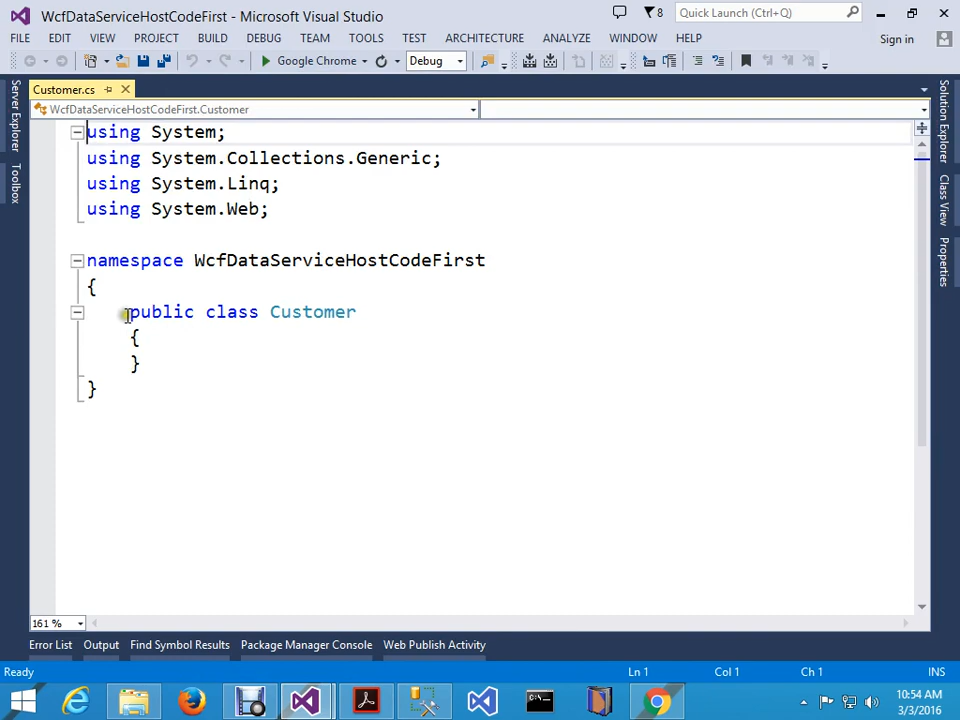 WcfDataServiceHostCodeFirst - Microsoft Visual Studio
8
Quick Launch (Ctrl+Q)
FILE EDIT VIEW PROJECT BUILD DEBUG TEAM TOOLS TEST ARCHITECTURE ANALYZE WINDOW HELP Sign in
Google Chrome Debug
Server Explorer
Toolbox
Customer.cs
WcfDataServiceHostCodeFirst.Customer
using System;
using System.Collections.Generic;
using System.Linq;
using System.Web;
namespace WcfDataServiceHostCodeFirst
{
public class Customer
{
}
}
Solution Explorer
Class View
Properties
161 %
Error List Output Find Symbol Results Package Manager Console Web Publish Activity
Ready Ln 1 Col 1 Ch 1 INS
10:54 AM
3/3/2016